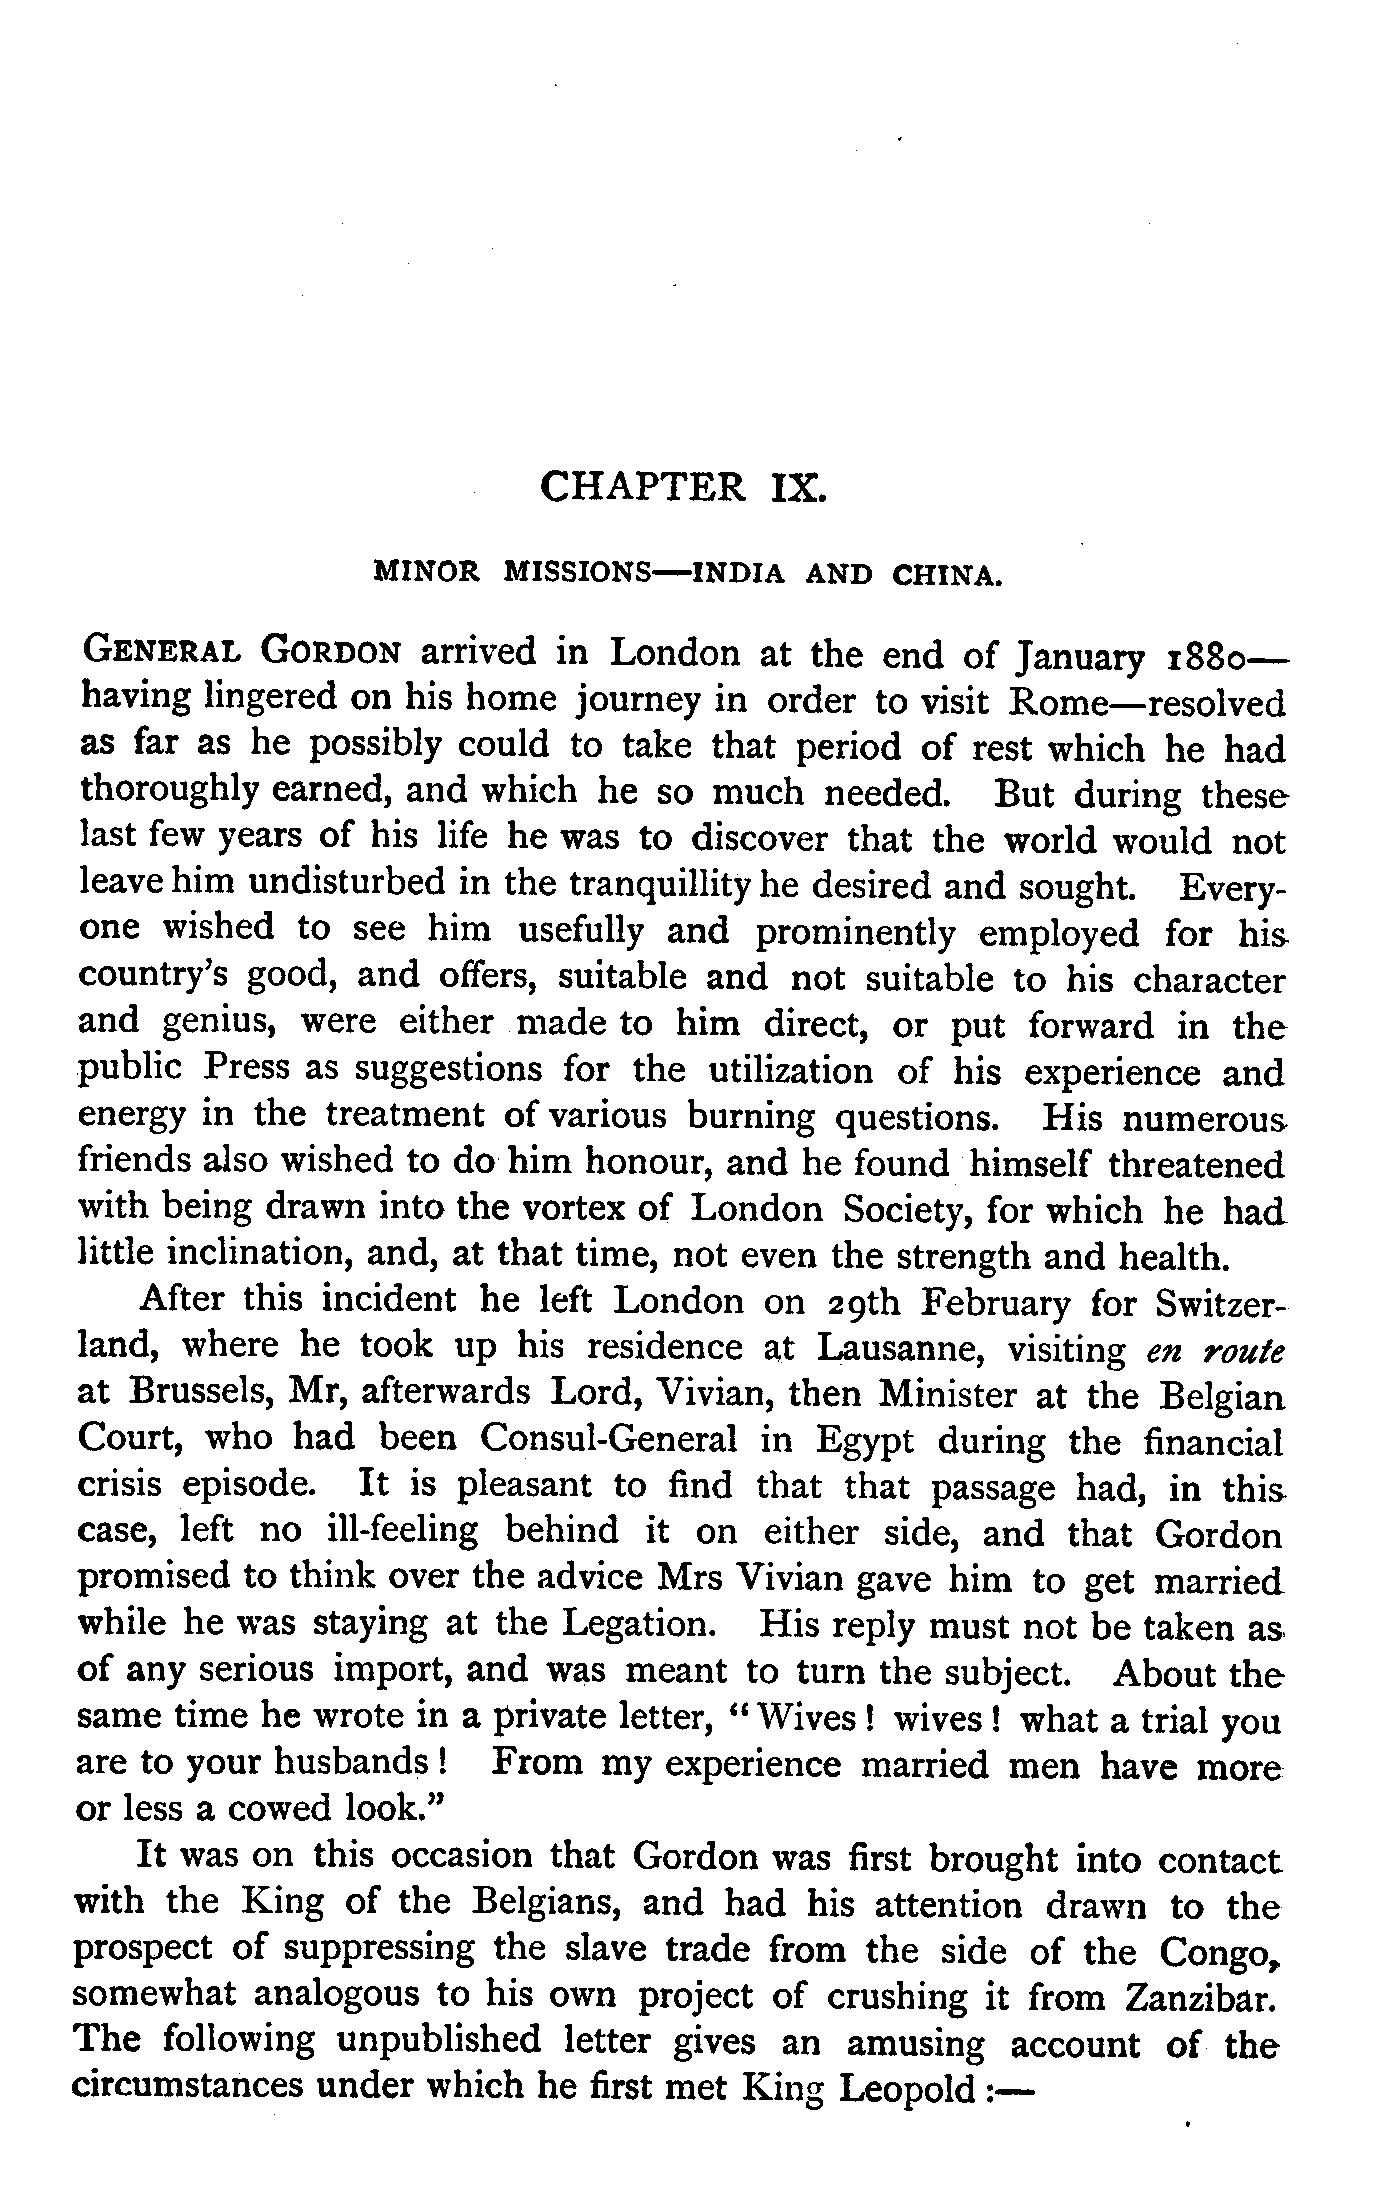 CHAPTER IX.
MINOR MISSIONS—INDIA AND CHINA.
GENERAL GORDON arrived in London at the end of January 1880—
having lingered on his home journey in order to visit Rome—resolved
as far as he possibly could to take that period of rest which he had
thoroughly earned, and which he so much needed. But during these
last few years of his life he was to discover that the world would not
leave him undisturbed in the tranquillity he desired and sought. Every-
one wished to see him usefully and prominently employed for his
country's good, and offers, suitable and not suitable to his character
and genius, were either made to him direct, or put forward in the
public Press as suggestions for the utilization of his experience and
energy in the treatment of various burning questions. His numerous
friends also wished to do him honour, and he found himself threatened
with being drawn into the vortex of London Society, for which he had
little inclination, and, at that time, not even the strength and health.
After this incident he left London on 29th February for Switzer-
land, where he took up his residence at Lausanne, visiting en route
at Brussels, Mr, afterwards Lord, Vivian, then Minister at the Belgian
Court, who had been Consul-General in Egypt during the financial
crisis episode. It is pleasant to find that that passage had, in this
case, left no ill-feeling behind it on either side, and that Gordon
promised to think over the advice Mrs Vivian gave him to get married
while he was staying at the Legation. His reply must not be taken as
of any serious import, and was meant to turn the subject. About the
same time he wrote in a private letter, "Wives! wives! what a trial you
are to your husbands! From my experience married men have more
or less a cowed look."
It was on this occasion that Gordon was first brought into contact
with the King of the Belgians, and had his attention drawn to the
prospect of suppressing the slave trade from the side of the Congo,
somewhat analogous to his own project of crushing it from Zanzibar.
The following unpublished letter gives an amusing account of the
circumstances under which he first met King Leopold:—